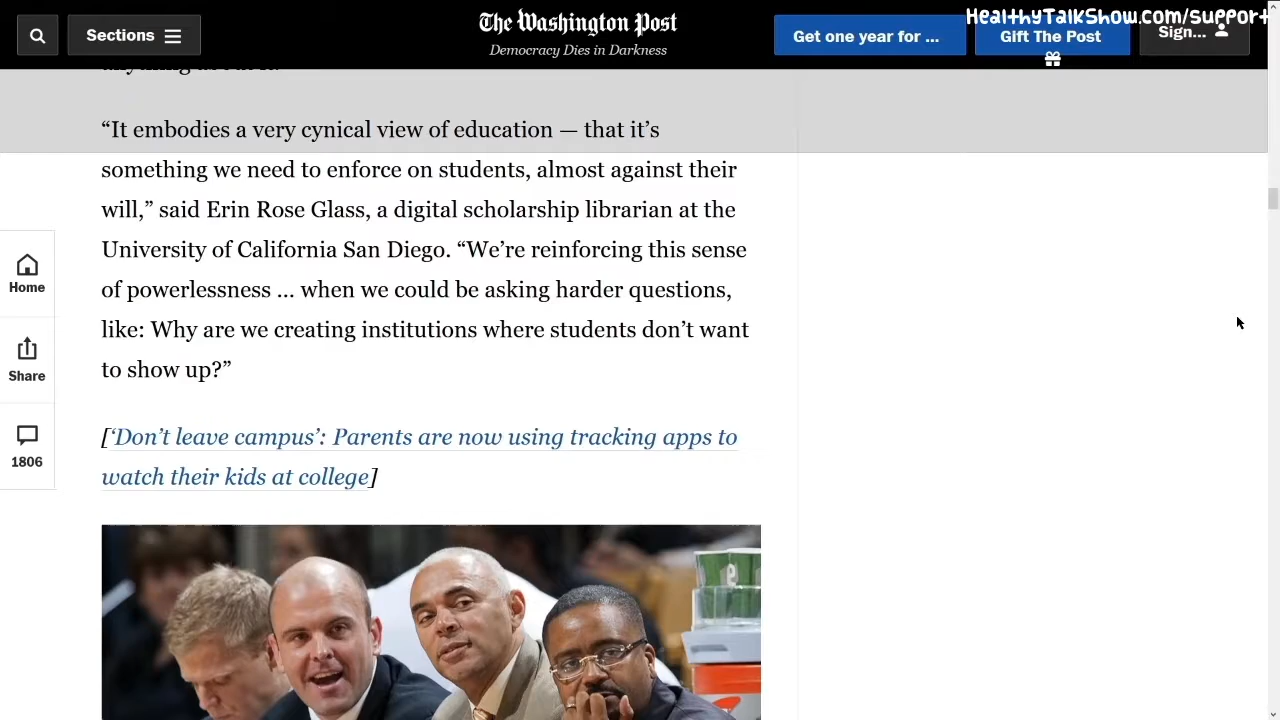 HealthyTalkShow.com/support
Sections
The Washington Post
Democracy Dies in Darkness
Get one year for ...
Gift The Post
Sign...
“It embodies a very cynical view of education — that it’s
something we need to enforce on students, almost against their
will,” said Erin Rose Glass, a digital scholarship librarian at the
University of California San Diego. “We’re reinforcing this sense
of powerlessness ... when we could be asking harder questions,
like: Why are we creating institutions where students don’t want
to show up?”
[‘Don’t leave campus’: Parents are now using tracking apps to
watch their kids at college]
Home
Share
1806